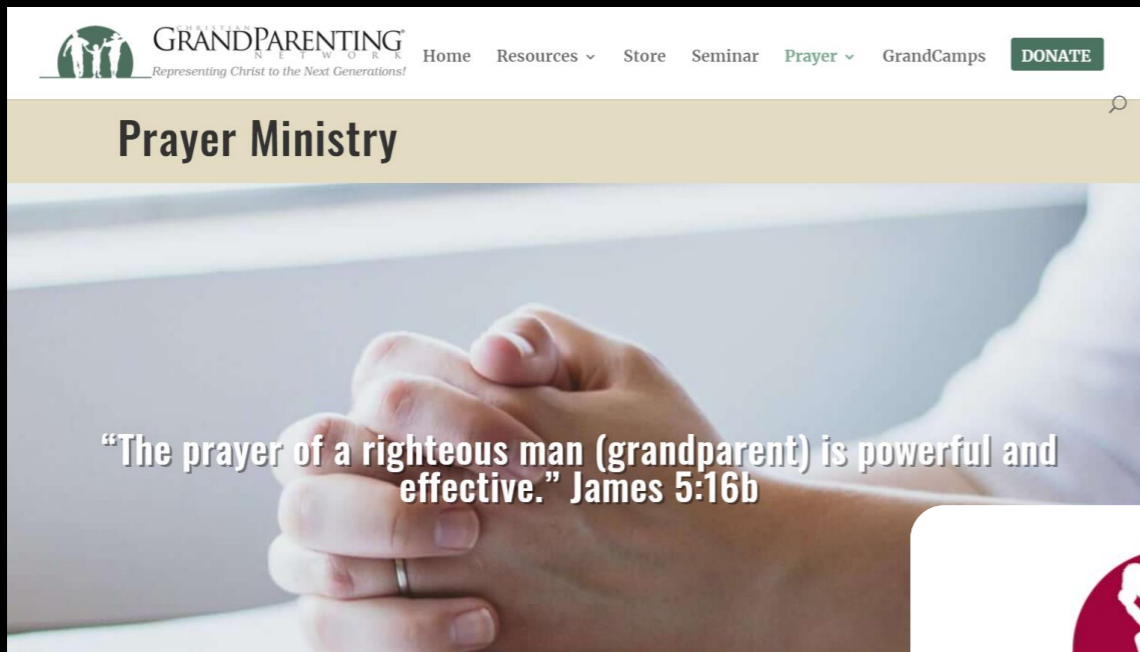 CHRISTIAN
GRANDPARENTING
NETWORK
Representing Christ to the Next Generations!
Home Resources Store Seminar Prayer GrandCamps DONATE
Prayer Ministry
“The prayer of a righteous man (grandparent) is powerful and
effective.” James 5:16b